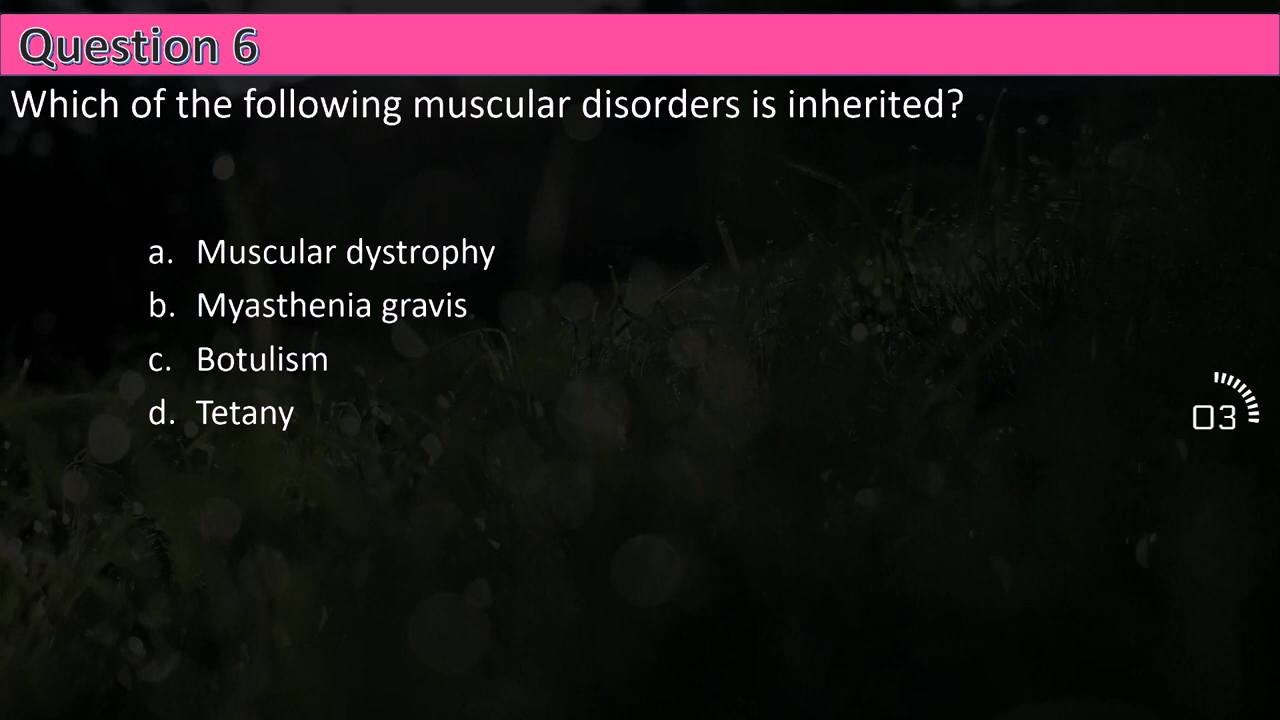 Question 6
Which of the following muscular disorders is inherited?
a. Muscular dystrophy
b. Myasthenia gravis
c. Botulism
d. Tetany
03